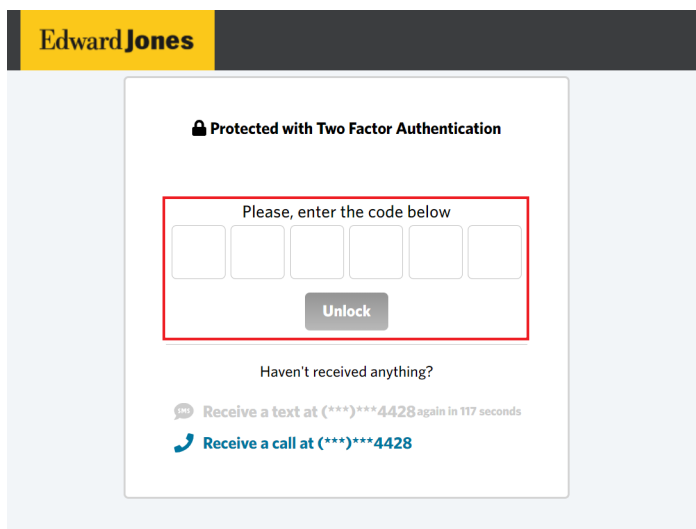 Edward Jones
Protected with Two Factor Authentication
Please, enter the code below
Unlock
Haven't received anything?
SMS Receive a text at (***)***4428 again in 117 seconds
Receive a call at (***)***4428